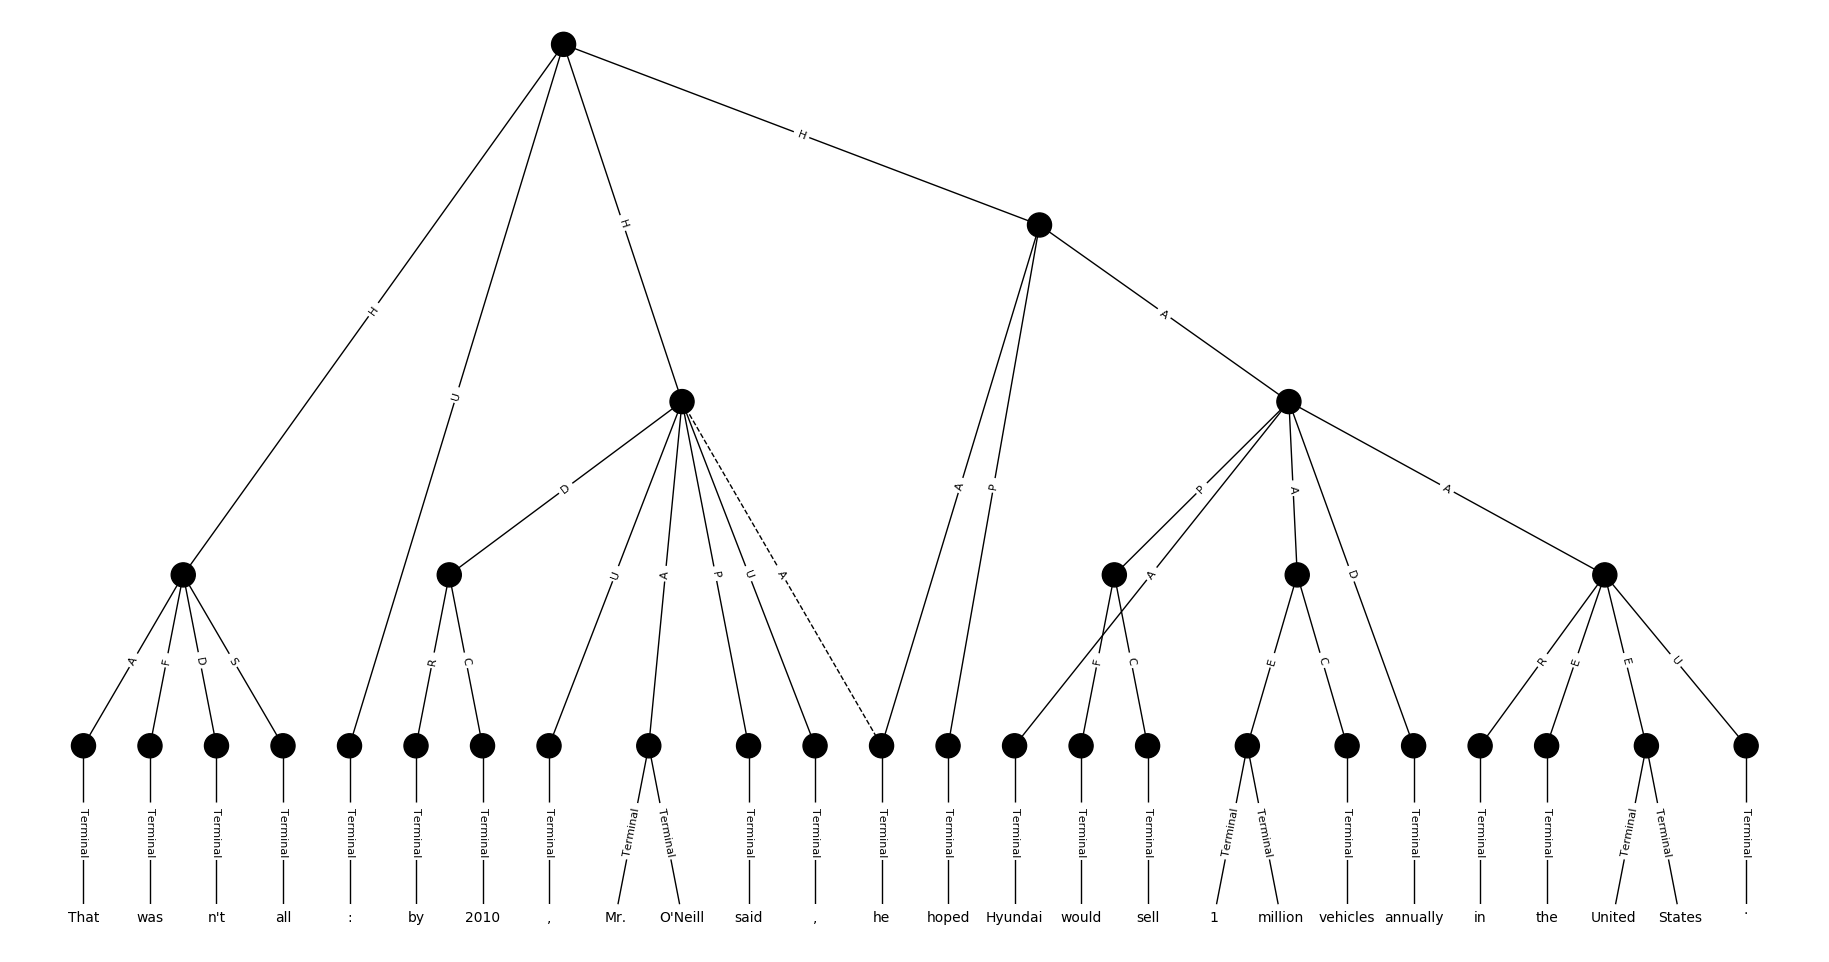 H
H
H
U
A
D
A
P
P
A
A
U
A
P
U
A
A
D
A
F
D
S
R
C
F
C
E
C
R
E
E
U
Terminal Terminal Terminal Terminal Terminal Terminal Terminal Terminal Terminal Terminal Terminal Terminal Terminal Terminal Terminal Terminal Terminal Terminal Terminal Terminal Terminal Terminal Terminal Terminal Terminal Terminal
That was n't all : by 2010 , Mr. O'Neill said , he hoped Hyundai would sell 1 million vehicles annually in the United States .